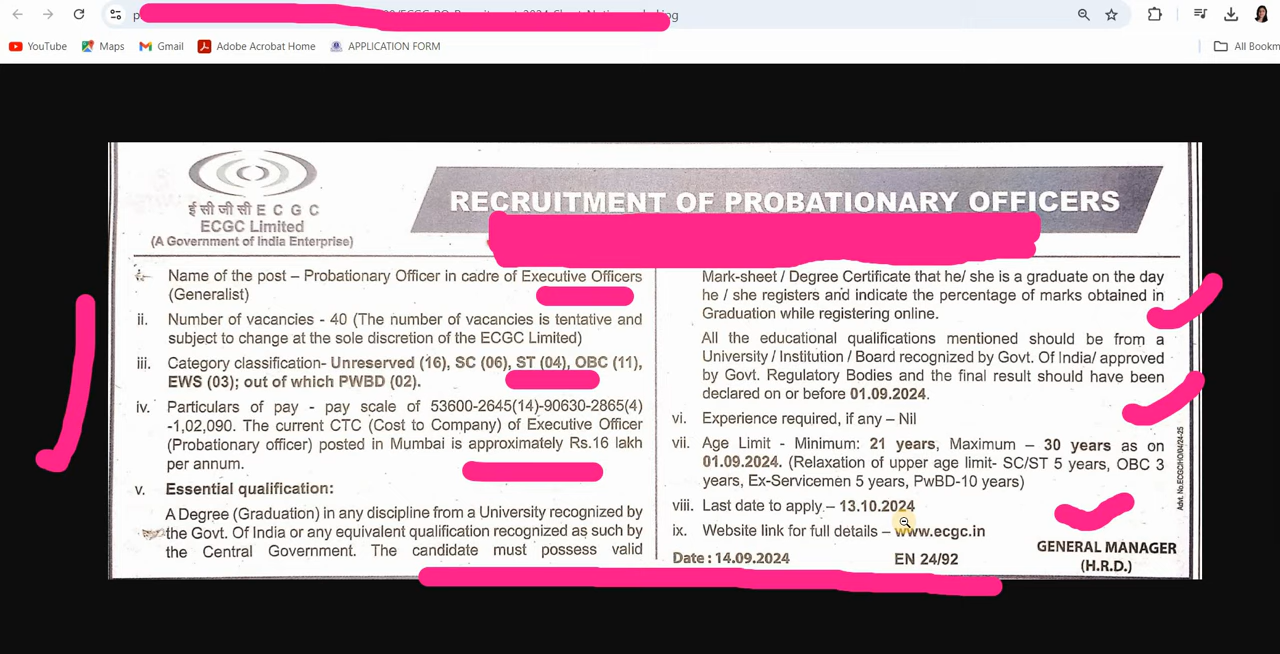 YouTube
Maps
Gmail
Adobe Acrobat Home
APPLICATION FORM
All Bookm
ई सी जी सी E C G C
ECGC Limited
(A Government of India Enterprise)
RECRUITMENT OF PROBATIONARY OFFICERS
Name of the post – Probationary Officer in cadre of Executive Officers
(Generalist)
ii. Number of vacancies - 40 (The number of vacancies is tentative and
subject to change at the sole discretion of the ECGC Limited)
iii. Category classification- Unreserved (16), SC (06), ST (04), OBC (11),
EWS (03); out of which PWBD (02).
iv. Particulars of pay - pay scale of 53600-2645(14)-90630-2865(4)
-1,02,090. The current CTC (Cost to Company) of Executive Officer
(Probationary officer) posted in Mumbai is approximately Rs.16 lakh
per annum.
v. Essential qualification:
A Degree (Graduation) in any discipline from a University recognized by
the Govt. Of India or any equivalent qualification recognized as such by
the Central Government. The candidate must possess valid
Mark-sheet / Degree Certificate that he/ she is a graduate on the day
he / she registers and indicate the percentage of marks obtained in
Graduation while registering online.
All the educational qualifications mentioned should be from a
University / Institution / Board recognized by Govt. Of India/ approved
by Govt. Regulatory Bodies and the final result should have been
declared on or before 01.09.2024.
vi. Experience required, if any – Nil
vii. Age Limit - Minimum: 21 years, Maximum – 30 years as on
01.09.2024. (Relaxation of upper age limit- SC/ST 5 years, OBC 3
years, Ex-Servicemen 5 years, PwBD-10 years)
viii. Last date to apply – 13.10.2024
ix. Website link for full details – www.ecgc.in
Date : 14.09.2024 EN 24/92
GENERAL MANAGER
(H.R.D.)
Advt. No.ECGC/HO/04/24-25